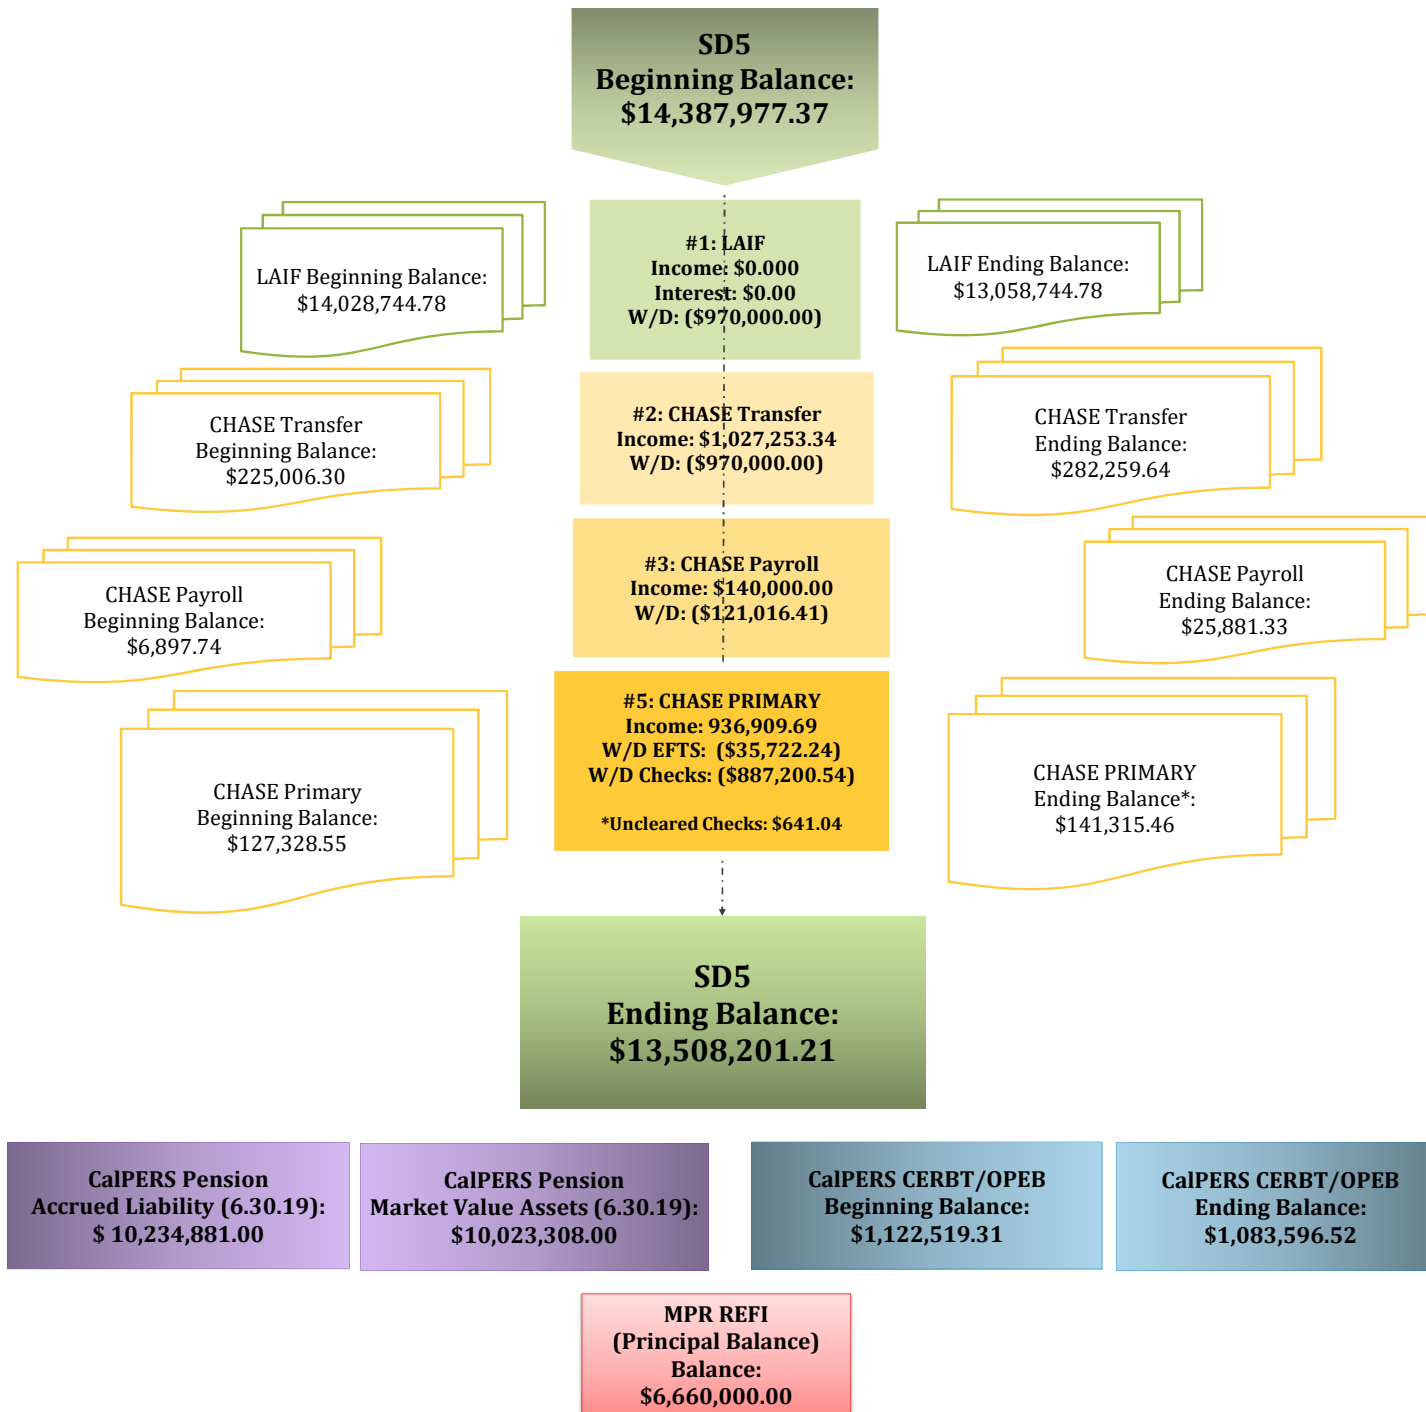 SD5
Beginning Balance:
$14,387,977.37
LAIF Beginning Balance:
$14,028,744.78
#1: LAIF
Income: $0.000
Interest: $0.00
W/D: ($970,000.00)
LAIF Ending Balance:
$13,058,744.78
CHASE Transfer
Beginning Balance:
$225,006.30
#2: CHASE Transfer
Income: $1,027,253.34
W/D: ($970,000.00)
CHASE Transfer
Ending Balance:
$282,259.64
CHASE Payroll
Beginning Balance:
$6,897.74
#3: CHASE Payroll
Income: $140,000.00
W/D: ($121,016.41)
CHASE Payroll
Ending Balance:
$25,881.33
CHASE Primary
Beginning Balance:
$127,328.55
#5: CHASE PRIMARY
Income: 936,909.69
W/D EFTS: ($35,722.24)
W/D Checks: ($887,200.54)
*Uncleared Checks: $641.04
CHASE PRIMARY
Ending Balance*:
$141,315.46
SD5
Ending Balance:
$13,508,201.21
CalPERS Pension
Accrued Liability (6.30.19):
$ 10,234,881.00
CalPERS Pension
Market Value Assets (6.30.19):
$10,023,308.00
CalPERS CERBT/OPEB
Beginning Balance:
$1,122,519.31
CalPERS CERBT/OPEB
Ending Balance:
$1,083,596.52
MPR REFI
(Principal Balance)
Balance:
$6,660,000.00